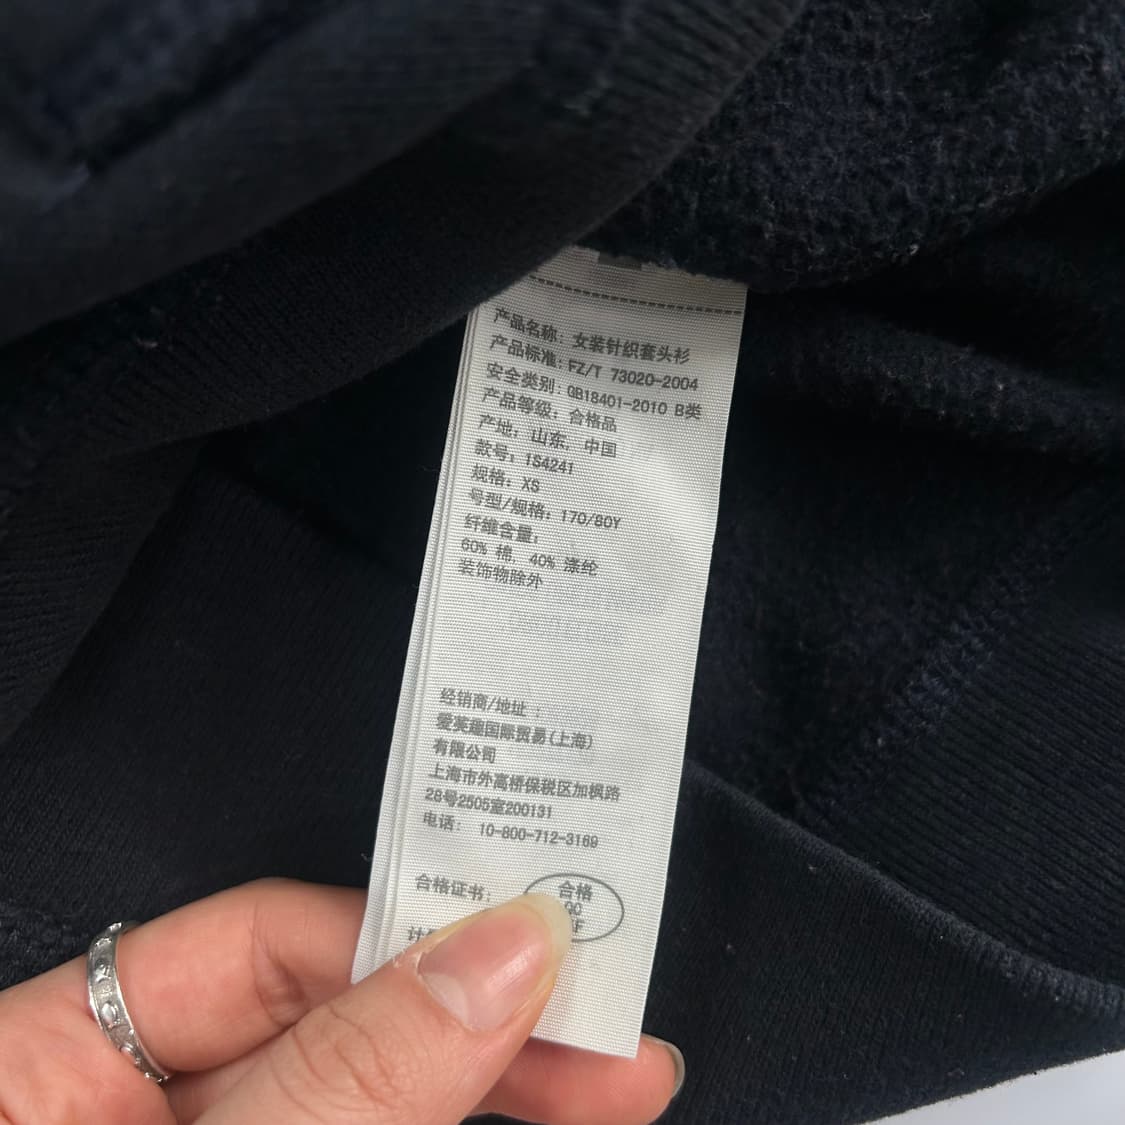 产品名称: 女装针织套头衫
产品标准: FZ/T 73020-2004
安全类别: GB18401-2010 B类
产品等级: 合格品
产地: 山东, 中国
款号: 1S4241
规格: XS
号型/规格: 170/80Y
纤维含量:
60% 棉, 40% 涤纶
装饰物除外
经销商/地址 :
国际贸易(上海)
有限公司
上海市外高桥保税区加枫路
28号2505室200131
电话: 10-800-712-3169
合格证书: 合格